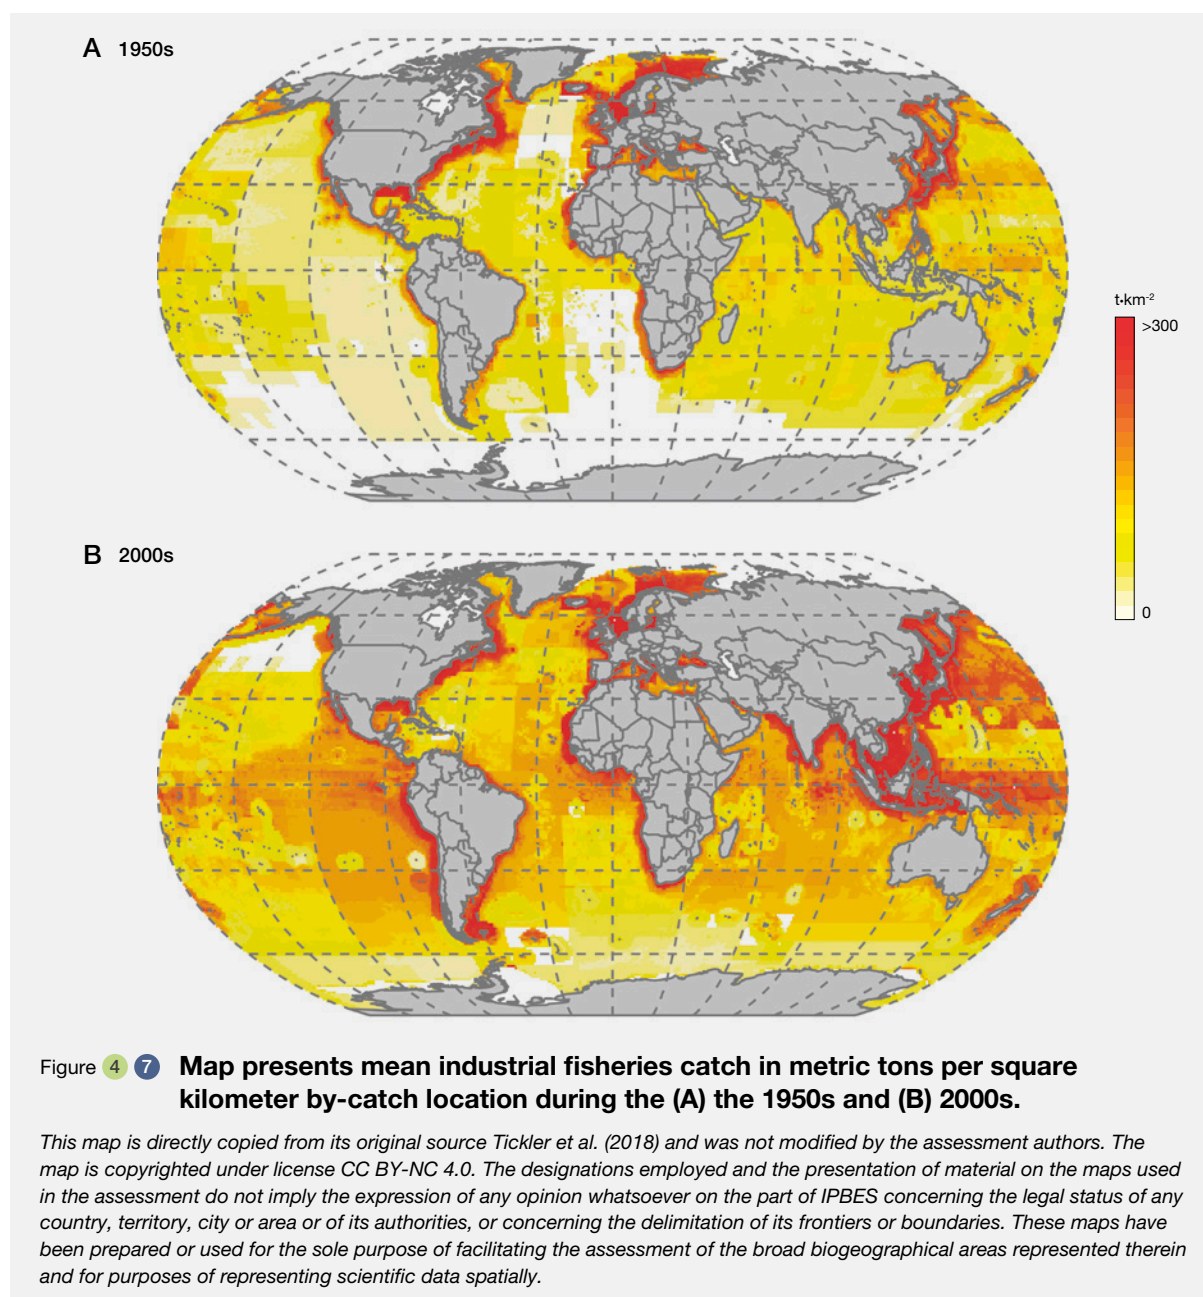 A 1950s
t•km-2
>300
0
B 2000s
Figure 4 7 Map presents mean industrial fisheries catch in metric tons per square
kilometer by-catch location during the (A) the 1950s and (B) 2000s.
This map is directly copied from its original source Tickler et al. (2018) and was not modified by the assessment authors. The
map is copyrighted under license CC BY-NC 4.0. The designations employed and the presentation of material on the maps used
in the assessment do not imply the expression of any opinion whatsoever on the part of IPBES concerning the legal status of any
country, territory, city or area or of its authorities, or concerning the delimitation of its frontiers or boundaries. These maps have
been prepared or used for the sole purpose of facilitating the assessment of the broad biogeographical areas represented therein
and for purposes of representing scientific data spatially.